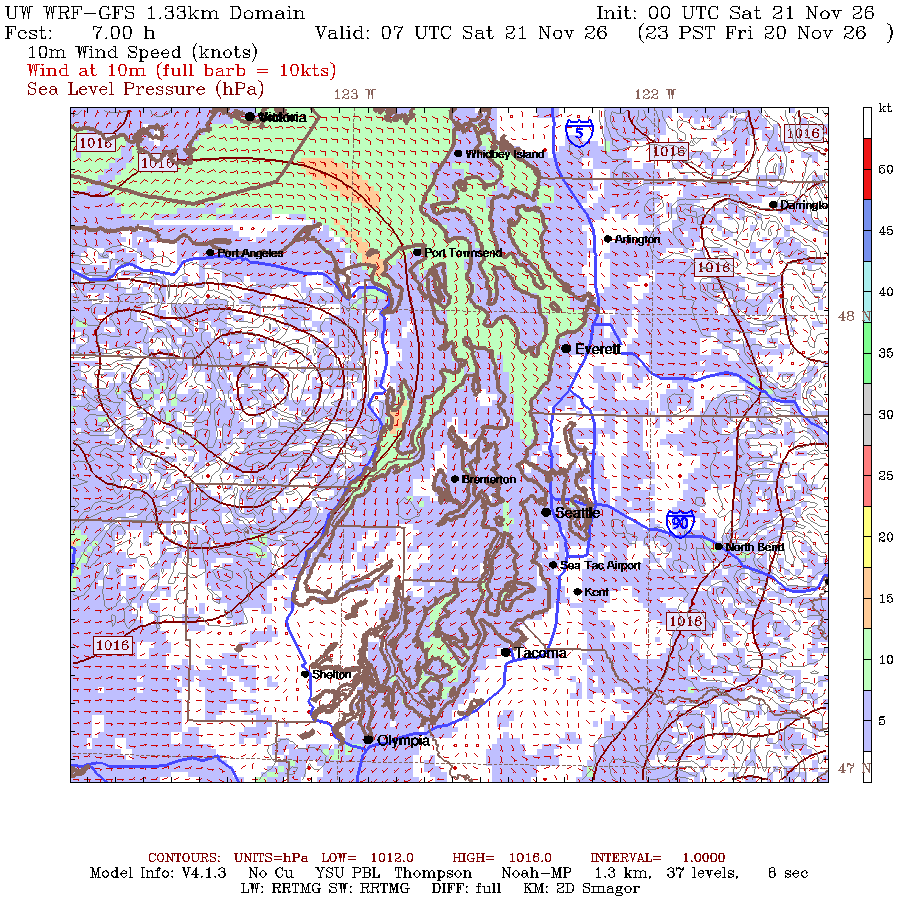 UW WRF-GFS 1.33km Domain Init: 00 UTC Sat 21 Nov 26
Fcst: 7.00 h Valid: 07 UTC Sat 21 Nov 26 (23 PST Fri 20 Nov 26 )
10m Wind Speed (knots)
Wind at 10m (full barb = 10kts)
Sea Level Pressure (hPa)
123 W 122 W
kt
Victoria
5
1016
1016
1016
1016
Whidbey Island
60
Darringto
Arlington
45
Port Angeles
Port Townsend
1016
40
48 N
Everett
35
30
25
Bremerton
Seattle
90
20
North Bend
Sea Tac Airport
Kent
15
1016
1016
Tacoma
10
Shelton
5
Olympia
47 N
CONTOURS: UNITS=hPa LOW= 1012.0 HIGH= 1016.0 INTERVAL= 1.0000
Model Info: V4.1.3 No Cu YSU PBL Thompson Noah-MP 1.3 km, 37 levels, 8 sec
LW: RRTMG SW: RRTMG DIFF: full KM: 2D Smagor